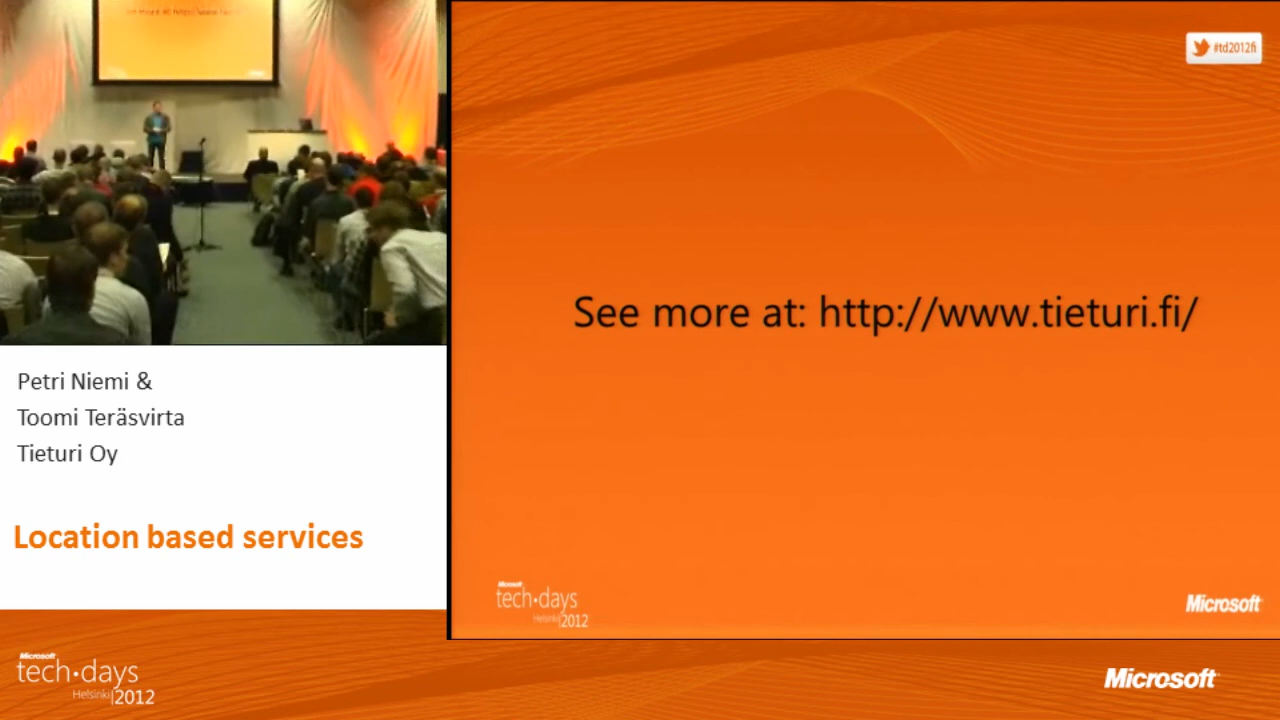 #td2012fi
See more at: http://www.tieturi.fi/
Petri Niemi &
Toomi Teräsvirta
Tieturi Oy
Location based services
Microsoft
tech·days
Helsinki|2012
Microsoft
Microsoft
tech·days
Helsinki|2012
Microsoft